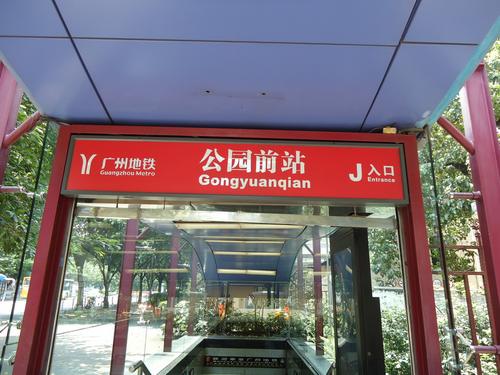 广州地铁
Guangzhou Metro
公园前站
Gongyuanqian
J 入口
Entrance